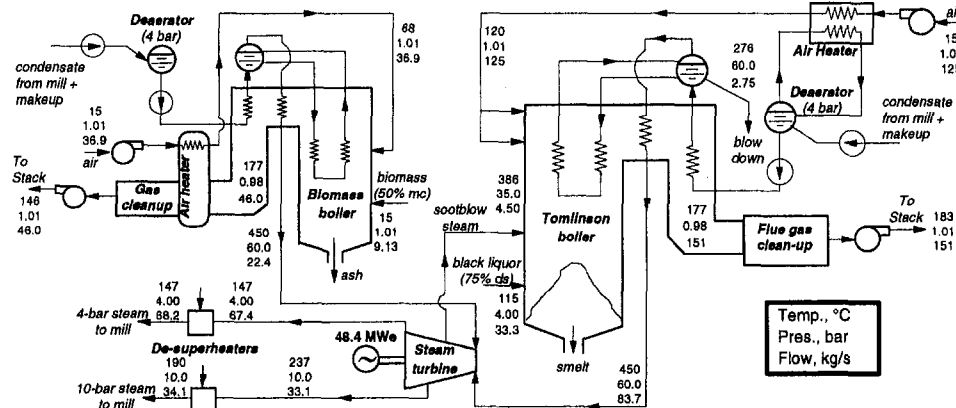 Deaerator
(4 bar)
condensate
from mill +
makeup
68
1.01
36.9
15
1.01
36.9
air
To
Stack
146
1.01
46.0
Gas
cleanup
Air heater
177
0.98
46.0
Biomass
boiler
biomass
(50% mc)
15
1.01
9.13
ash
450
60.0
22.4
147
4.00
68.2
147
4.00
67.4
4-bar steam
to mill
De-superheaters
190
10.0
34.1
237
10.0
33.1
10-bar steam
to mill
48.4 MWe
Steam
turbine
120
1.01
125
276
60.0
2.75
Air Heater
15
Deaerator
(4 bar)
condensate
from mill +
makeup
blow
down
386
35.0
4.50
sootblow
steam
Tomlinson
boiler
black liquor
(75% ds)
115
4.00
33.3
smelt
177
0.98
151
Flue gas
clean-up
To
Stack
183
1.01
151
450
60.0
83.7
Temp., °C
Pres., bar
Flow, kg/s